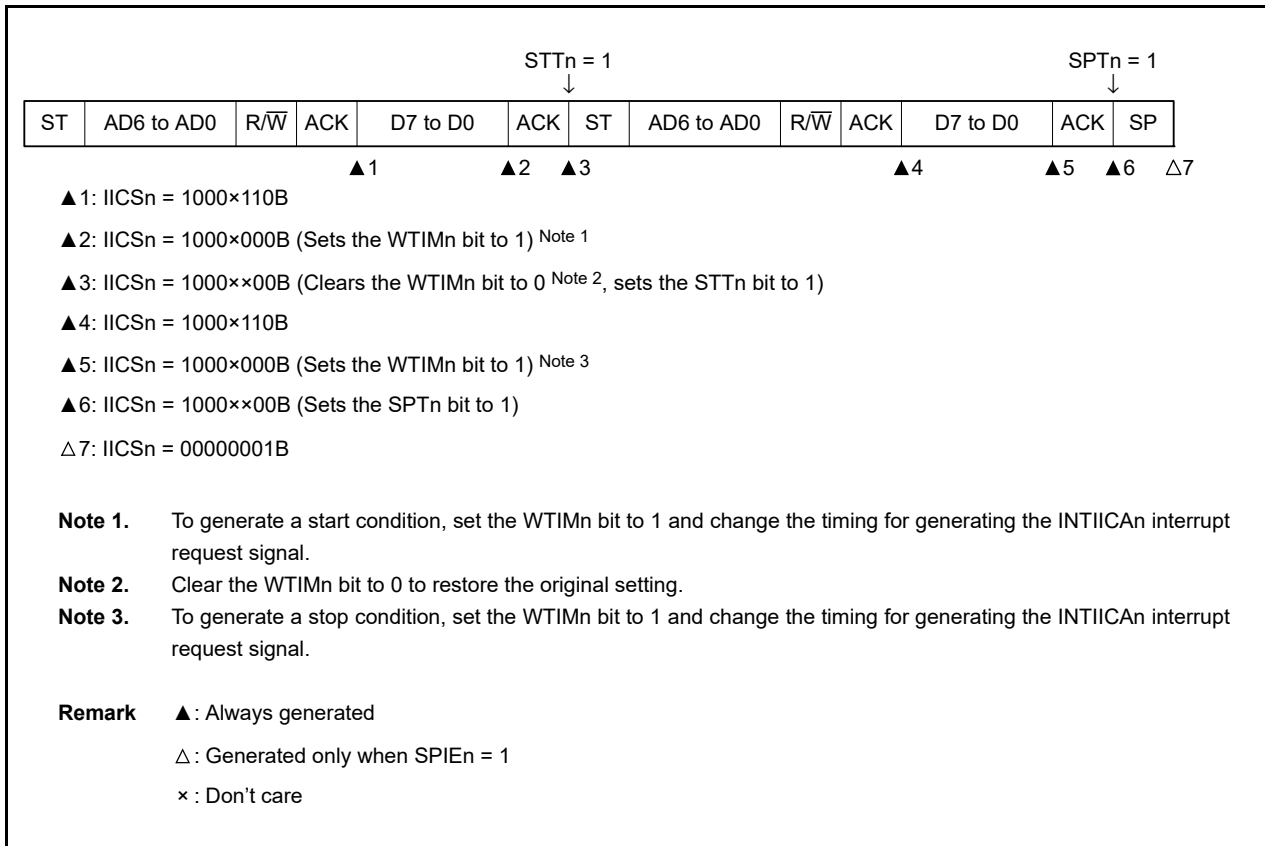 STTn = 1 SPTn = 1
↓ ↓
ST AD6 to AD0 R/W̅ ACK D7 to D0 ACK ST AD6 to AD0 R/W̅ ACK D7 to D0 ACK SP
▲1 ▲2 ▲3 ▲4 ▲5 ▲6 △7
▲1: IICSn = 1000×110B
▲2: IICSn = 1000×000B (Sets the WTIMn bit to 1) Note 1
▲3: IICSn = 1000××00B (Clears the WTIMn bit to 0 Note 2, sets the STTn bit to 1)
▲4: IICSn = 1000×110B
▲5: IICSn = 1000×000B (Sets the WTIMn bit to 1) Note 3
▲6: IICSn = 1000××00B (Sets the SPTn bit to 1)
△7: IICSn = 00000001B
Note 1. To generate a start condition, set the WTIMn bit to 1 and change the timing for generating the INTIICAn interrupt
request signal.
Note 2. Clear the WTIMn bit to 0 to restore the original setting.
Note 3. To generate a stop condition, set the WTIMn bit to 1 and change the timing for generating the INTIICAn interrupt
request signal.
Remark ▲: Always generated
△: Generated only when SPIEn = 1
×: Don't care